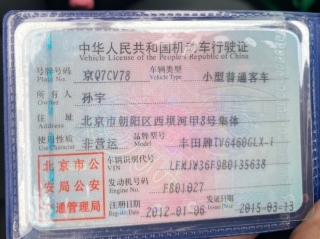 中华人民共和国机动车行驶证
Vehicle License of the People's Republic of China
号牌号码 京Q7CV78 车辆类型 Vehicle Type 小型普通客车
所有人 孙宇
Owner
住址 北京市朝阳区西坝河甲8号集体
使用性质 非营运 品牌型号 丰田牌TV6460GLX-I
Use Character Model
北京市公安局公安交通管理局
车辆识别代号 LFMJW36F9B0135638
VIN
发动机号码 F801027
Engine No.
注册日期 2012-01-06 发证日期 2015-03-13
Register Date Issue Date